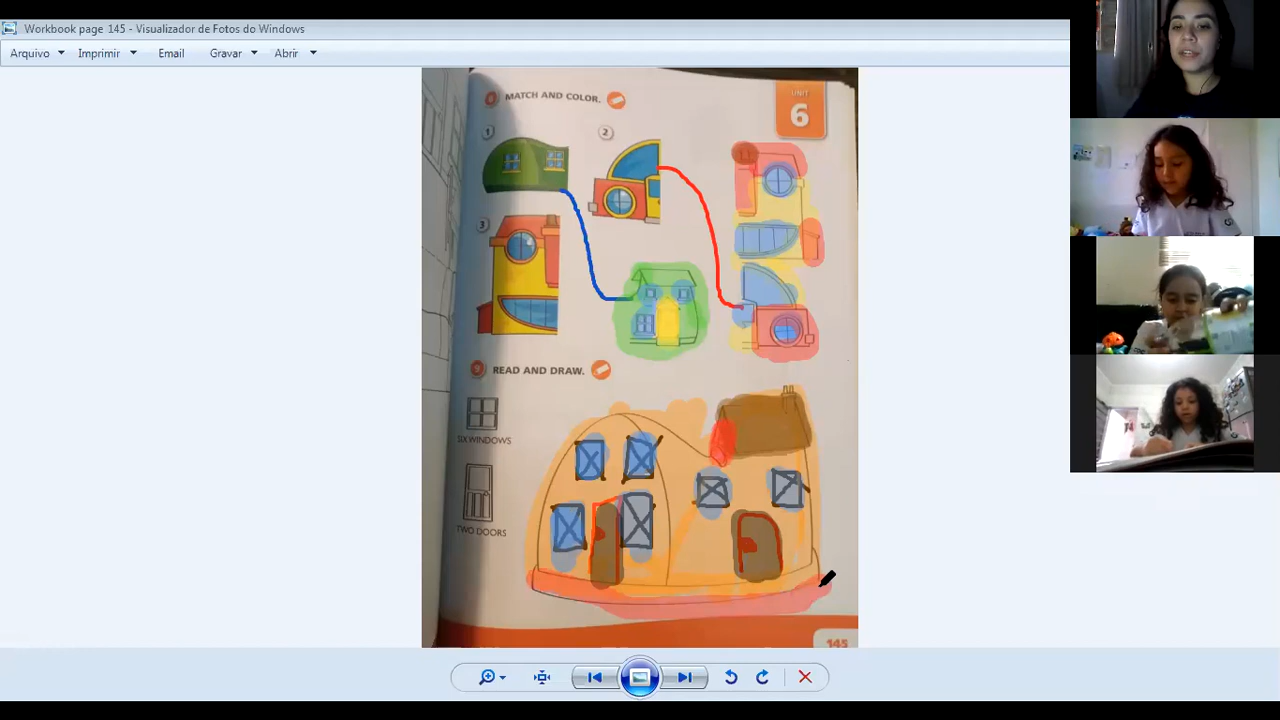 Workbook page 145 - Visualizador de Fotos do Windows
Arquivo Imprimir Email Gravar Abrir
MATCH AND COLOR.
UNIT
6
1
2
3
READ AND DRAW.
SIX WINDOWS
TWO DOORS
145